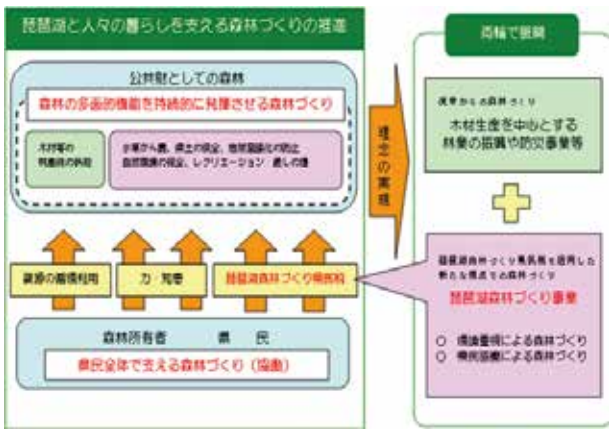 琵琶湖と人々の暮らしを支える森林づくりの推進
公共財としての森林
森林の多面的機能を持続的に発揮させる森林づくり
木材等の
林産物の供給
水源かん養、県土の保全、地球温暖化の防止
自然環境の保全、レクリエーション・癒しの場
資源の循環利用
力・知恵
琵琶湖森林づくり県民税
森林所有者 県民
県民全体で支える森林づくり（協働）
理念の実現
両輪で展開
従来からの森林づくり
木材生産を中心とする
林業の振興や防災事業等
琵琶湖森林づくり県民税を活用した
新たな視点での森林づくり
琵琶湖森林づくり事業
○ 環境重視による森林づくり
○ 県民協働による森林づくり